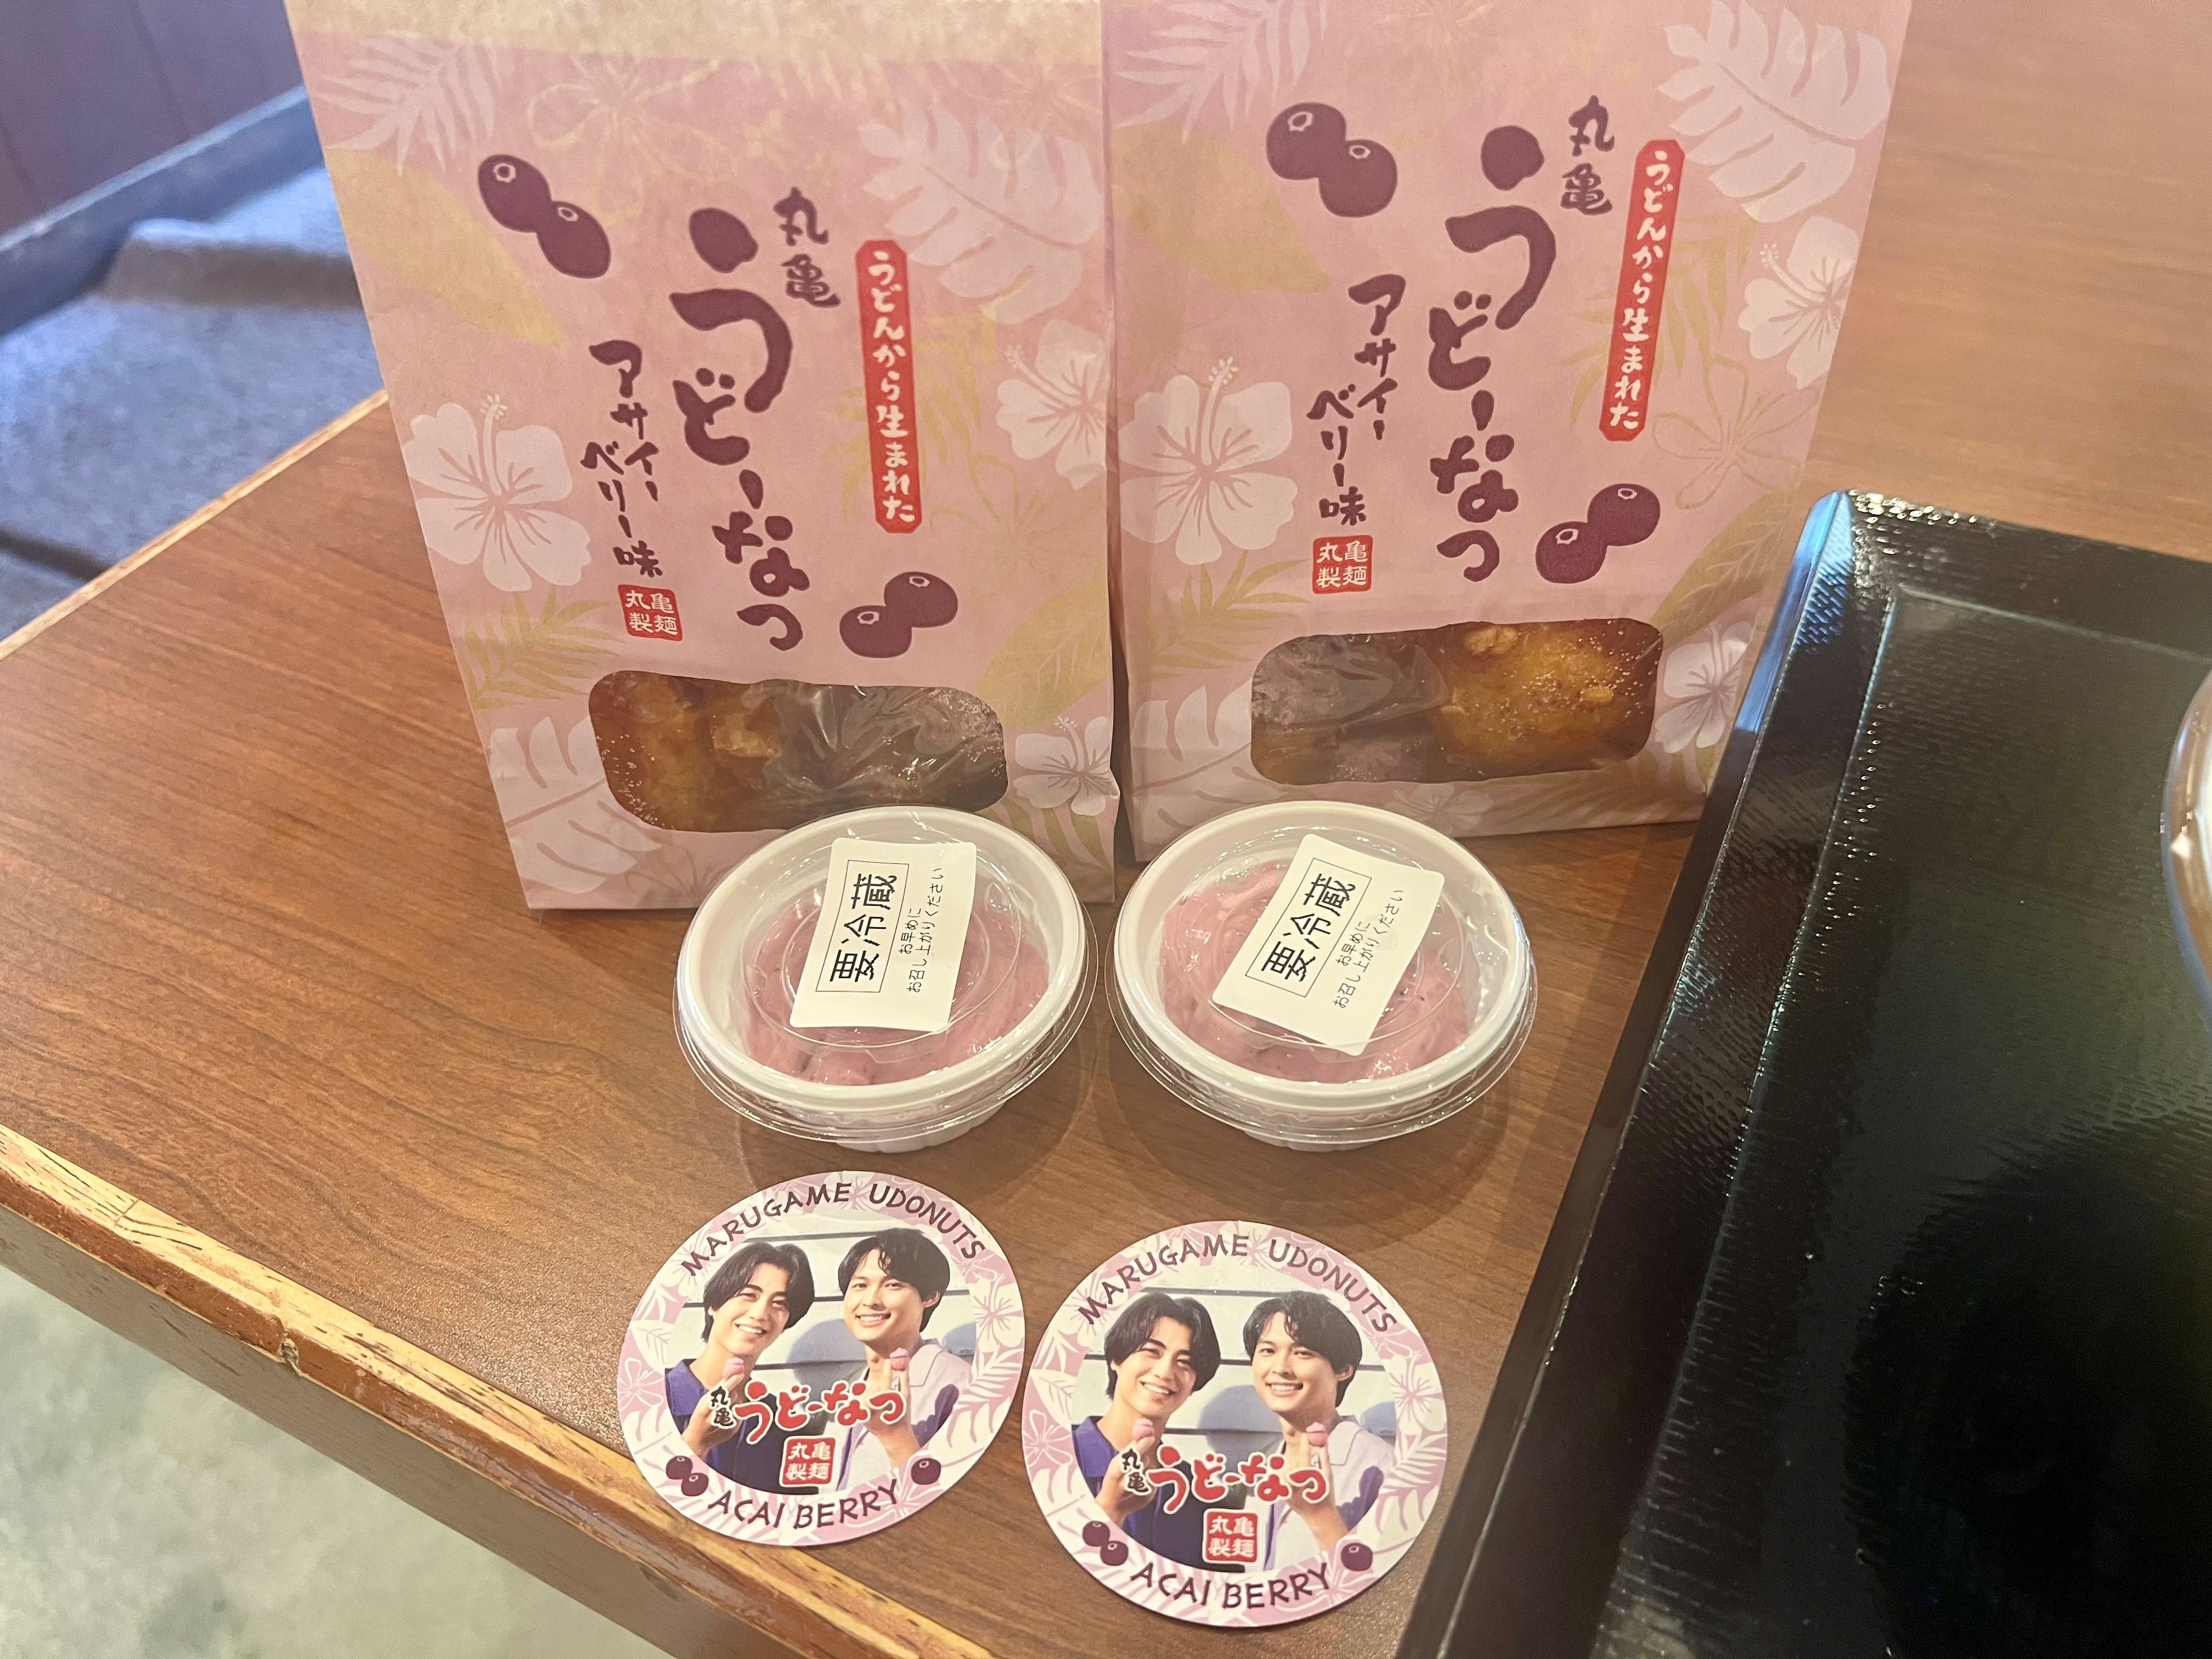 うどんから生まれた
丸亀
うどーなつ
アサイー
ベリー味
丸亀
製麺
うどんから生まれた
丸亀
うどーなつ
アサイー
ベリー味
丸亀
製麺
要冷蔵
お早めに
お召し上がりください
要冷蔵
お早めに
お召し上がりください
MARUGAME UDONUTS
丸亀
うどーなつ
丸亀
製麺
ACAI BERRY
MARUGAME UDONUTS
丸亀
うどーなつ
丸亀
製麺
ACAI BERRY